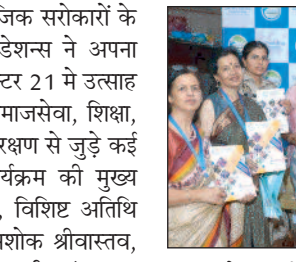 जिक सरोकारों के
डेशन्स ने अपना
टर 21 मे उत्साह
माजसेवा, शिक्षा,
रक्षण से जुड़े कई
र्यक्रम की मुख्य
, विशिष्ट अतिथि
शोक श्रीवास्तव,